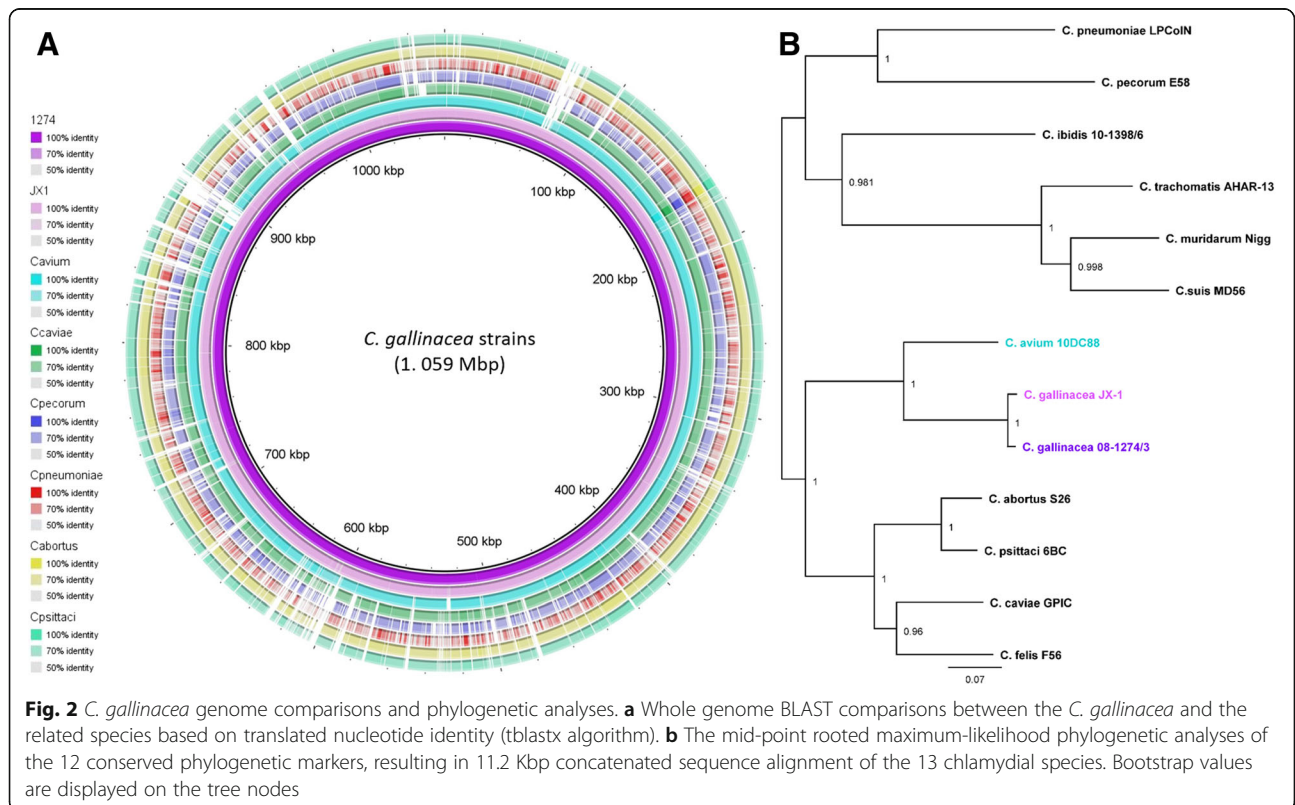 A
1274
100% identity
70% identity
50% identity
JX1
100% identity
70% identity
50% identity
Cavium
100% identity
70% identity
50% identity
Ccaviae
100% identity
70% identity
50% identity
Cpecorum
100% identity
70% identity
50% identity
Cpneumoniae
100% identity
70% identity
50% identity
Cabortus
100% identity
70% identity
50% identity
Cpsittaci
100% identity
70% identity
50% identity
1000 kbp
100 kbp
900 kbp
200 kbp
800 kbp
300 kbp
700 kbp
400 kbp
600 kbp
500 kbp
C. gallinacea strains
(1. 059 Mbp)
B
C. pneumoniae LPColN
1
C. pecorum E58
C. ibidis 10-1398/6
0.981
C. trachomatis AHAR-13
1
C. muridarum Nigg
0.998
C.suis MD56
C. avium 10DC88
1
C. gallinacea JX-1
1
C. gallinacea 08-1274/3
1
C. abortus S26
1
C. psittaci 6BC
1
C. caviae GPIC
0.96
C. felis F56
0.07
Fig. 2 C. gallinacea genome comparisons and phylogenetic analyses. a Whole genome BLAST comparisons between the C. gallinacea and the
related species based on translated nucleotide identity (tblastx algorithm). b The mid-point rooted maximum-likelihood phylogenetic analyses of
the 12 conserved phylogenetic markers, resulting in 11.2 Kbp concatenated sequence alignment of the 13 chlamydial species. Bootstrap values
are displayed on the tree nodes